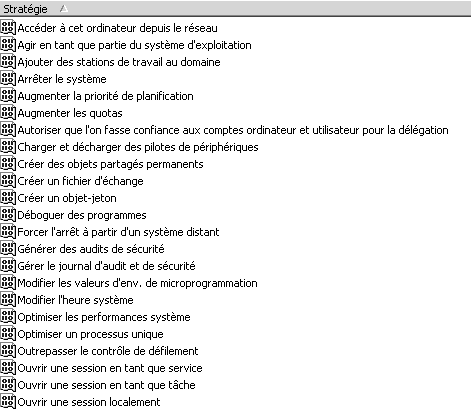 Stratégie
Accéder à cet ordinateur depuis le réseau
Agir en tant que partie du système d'exploitation
Ajouter des stations de travail au domaine
Arrêter le système
Augmenter la priorité de planification
Augmenter les quotas
Autoriser que l'on fasse confiance aux comptes ordinateur et utilisateur pour la délégation
Charger et décharger des pilotes de périphériques
Créer des objets partagés permanents
Créer un fichier d'échange
Créer un objet-jeton
Déboguer des programmes
Forcer l'arrêt à partir d'un système distant
Générer des audits de sécurité
Gérer le journal d'audit et de sécurité
Modifier les valeurs d'env. de microprogrammation
Modifier l'heure système
Optimiser les performances système
Optimiser un processus unique
Outrepasser le contrôle de défilement
Ouvrir une session en tant que service
Ouvrir une session en tant que tâche
Ouvrir une session localement